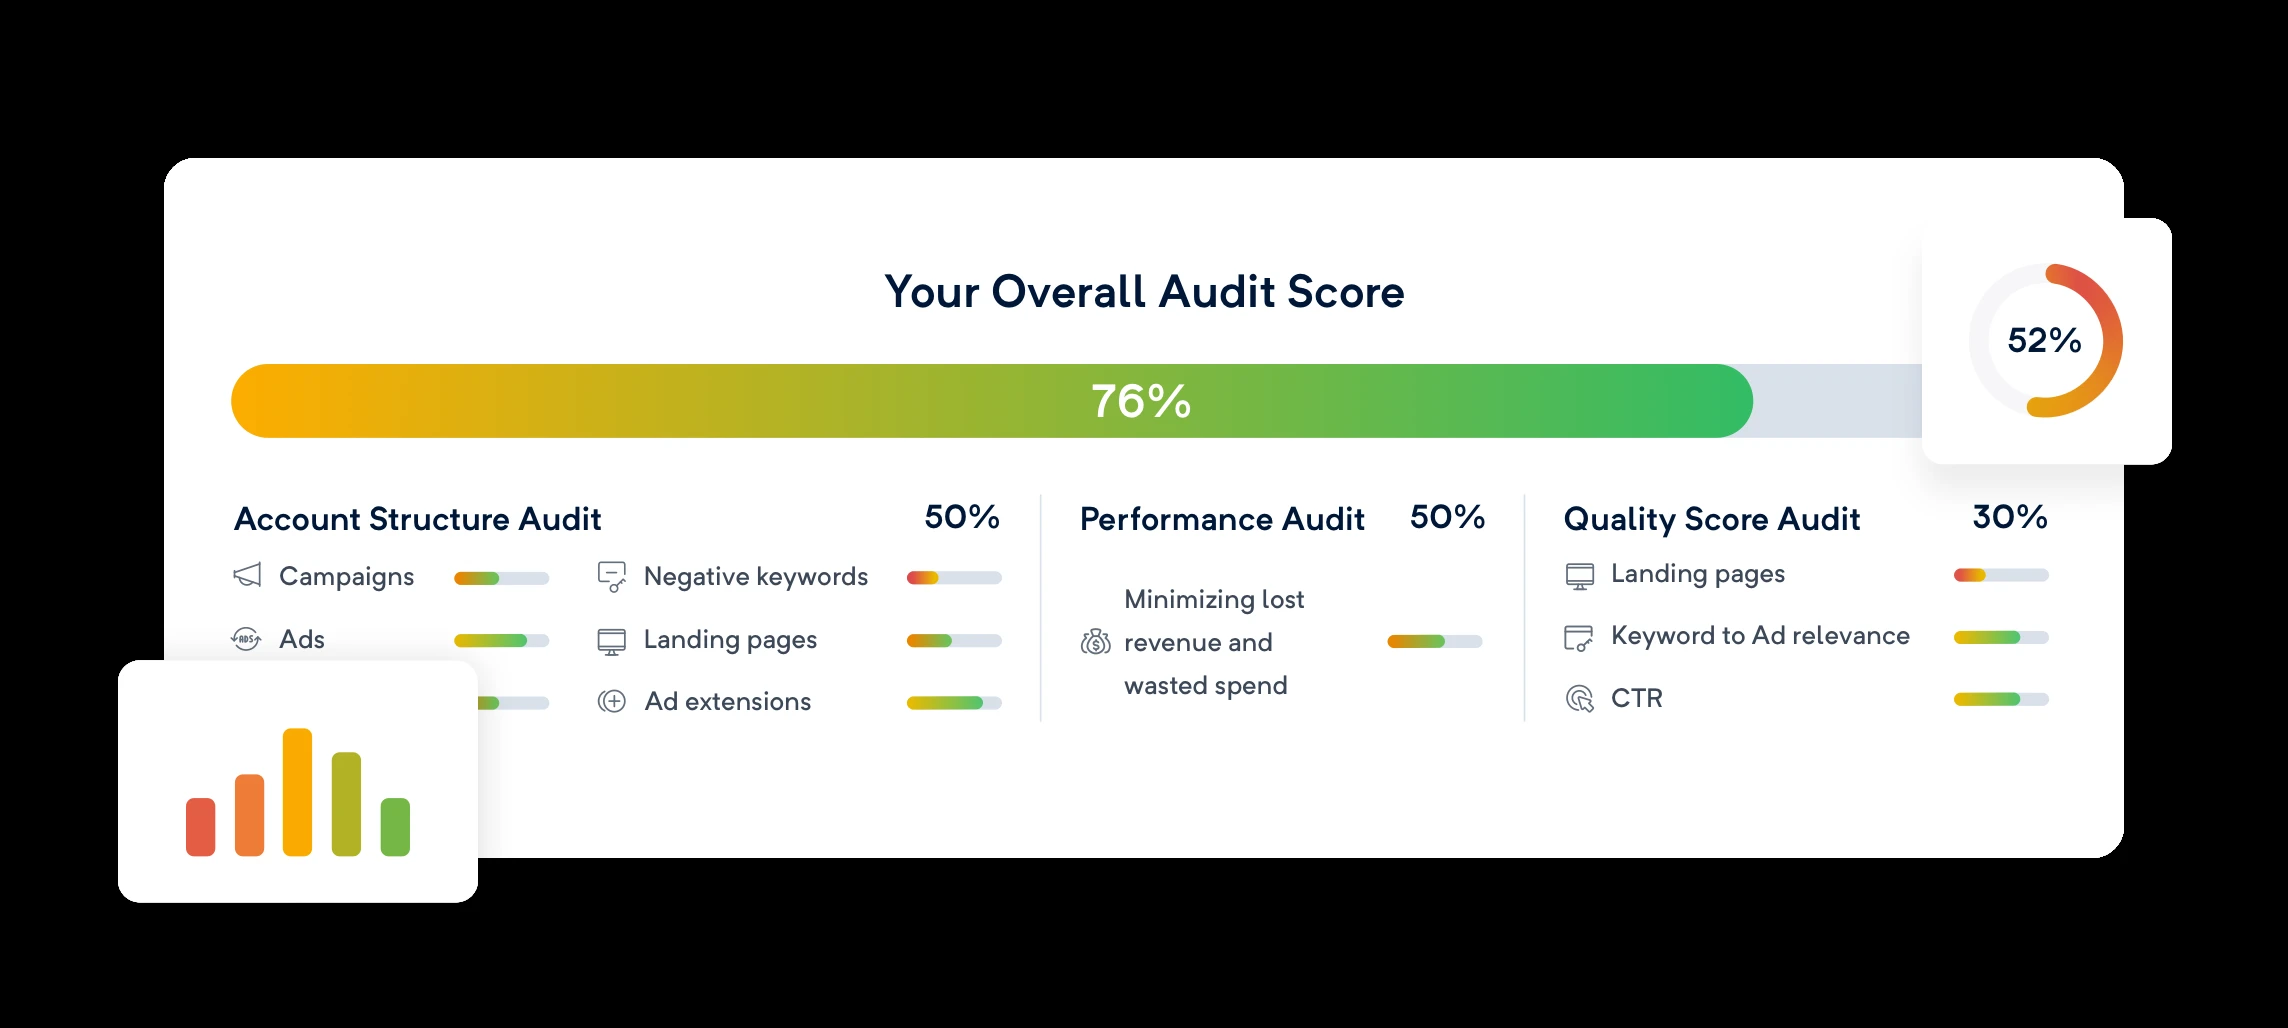 Your Overall Audit Score
52%
76%
Account Structure Audit 50%
Campaigns
Negative keywords
ADS
Ads
Landing pages
Ad extensions
Performance Audit 50%
Minimizing lost
revenue and
wasted spend
Quality Score Audit 30%
Landing pages
Keyword to Ad relevance
CTR